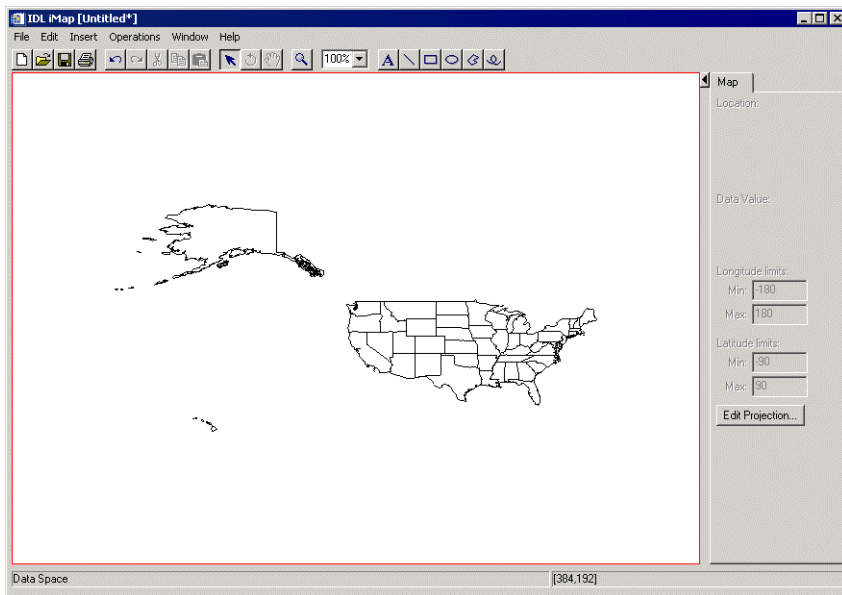 IDL iMap [Untitled*]
File Edit Insert Operations Window Help
100% A
Map
Location:
Data Value:
Longitude limits:
Min: -180
Max: 180
Latitude limits:
Min: -90
Max: 90
Edit Projection...
Data Space [384,192]